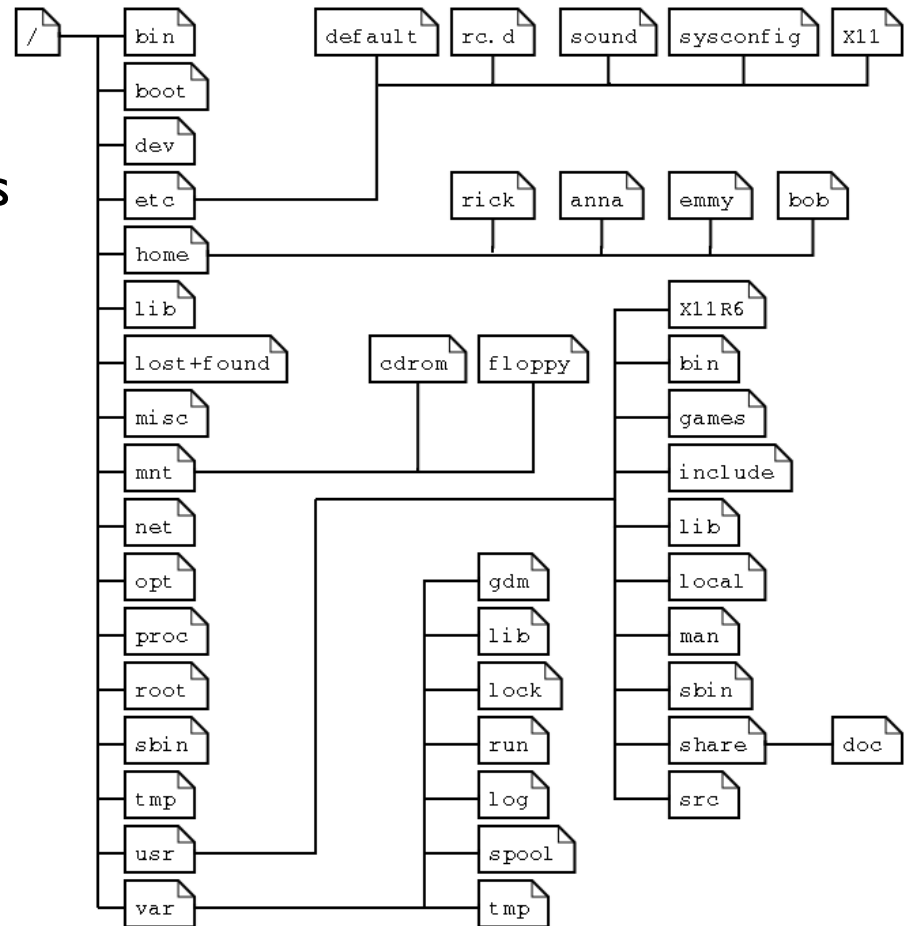 / bin default rc.d sound sysconfig X11
boot
dev
s
etc rick anna emmy bob
home
lib X11R6
lost+found cdrom floppy bin
misc games
mnt include
net lib
opt gdm local
proc lib man
root lock sbin
sbin run share doc
tmp log src
usr spool
var tmp